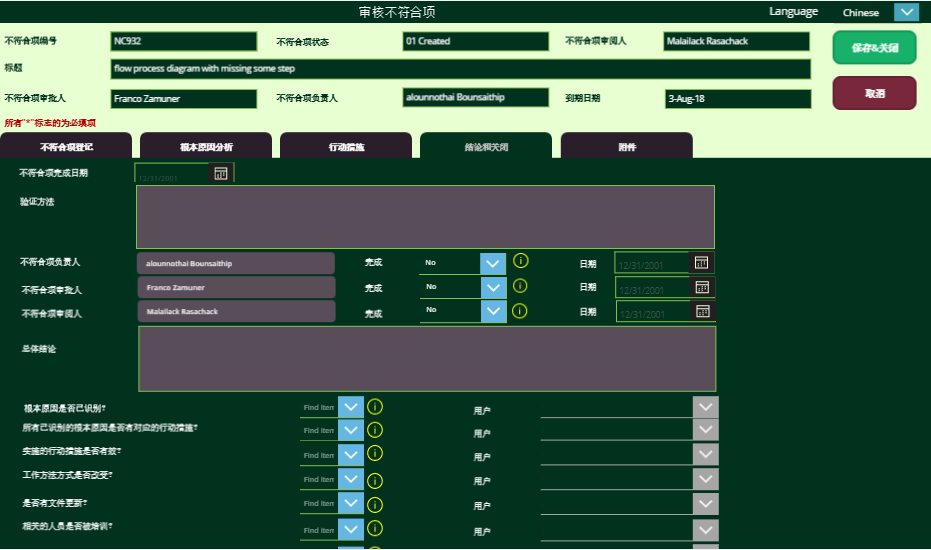 审核不符合项 Language Chinese
不符合项编号 NC932 不符合项状态 01 Created 不符合项审阅人 Malailack Rasachack 保存&关闭
标题 flow process diagram with missing some step
不符合项审批人 Franco Zamuner 不符合项负责人 alounnothai Bounsaithip 到期日期 3-Aug-18 取消
所有"*"标志的为必填项
不符合项登记 根本原因分析 行动措施 结论和关闭 附件
不符合项完成日期 12/31/2001
验证方法
不符合项负责人 alounnothai Bounsaithip 完成 No 日期 12/31/2001
不符合项审批人 Franco Zamuner 完成 No 日期 12/31/2001
不符合项审阅人 Malailack Rasachack 完成 No 日期 12/31/2001
总体结论
根本原因是否已识别? Find item 用户
所有已识别的根本原因是否有对应的行动措施? Find item 用户
实施的行动措施是否有效? Find item 用户
工作方法方式是否改变? Find item 用户
是否有文件更新? Find item 用户
相关的人员是否被培训? Find item 用户